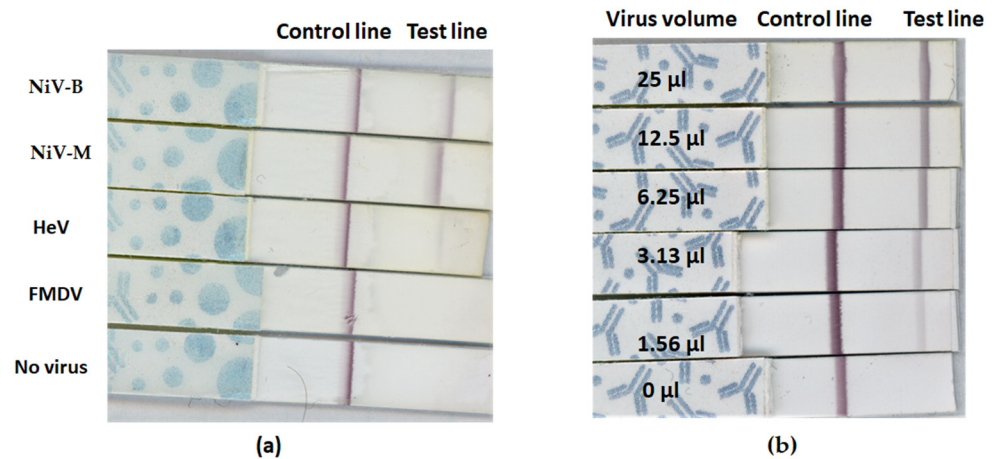 Control line Test line
NiV-B
NiV-M
HeV
FMDV
No virus
(a)
Virus volume Control line Test line
25 µl
12.5 µl
6.25 µl
3.13 µl
1.56 µl
0 µl
(b)